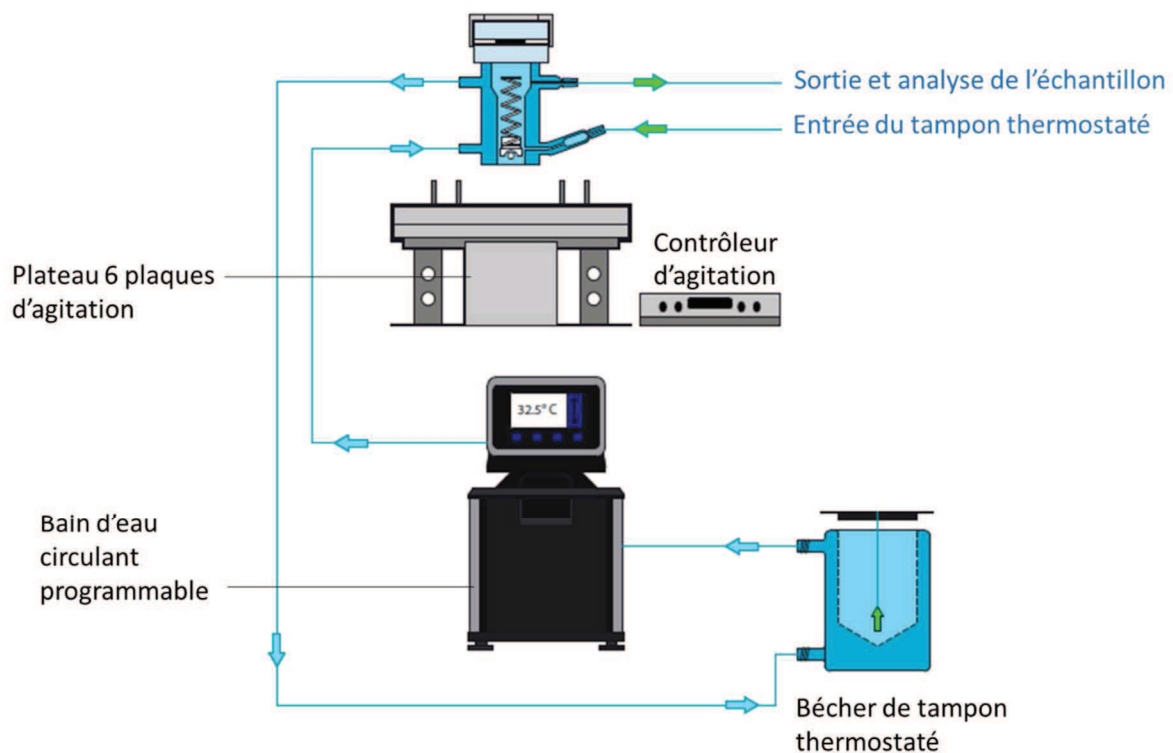 Sortie et analyse de l'échantillon
Entrée du tampon thermostaté
Contrôleur
d'agitation
Plateau 6 plaques
d'agitation
32.5° C
Bain d'eau
circulant
programmable
Bécher de tampon
thermostaté